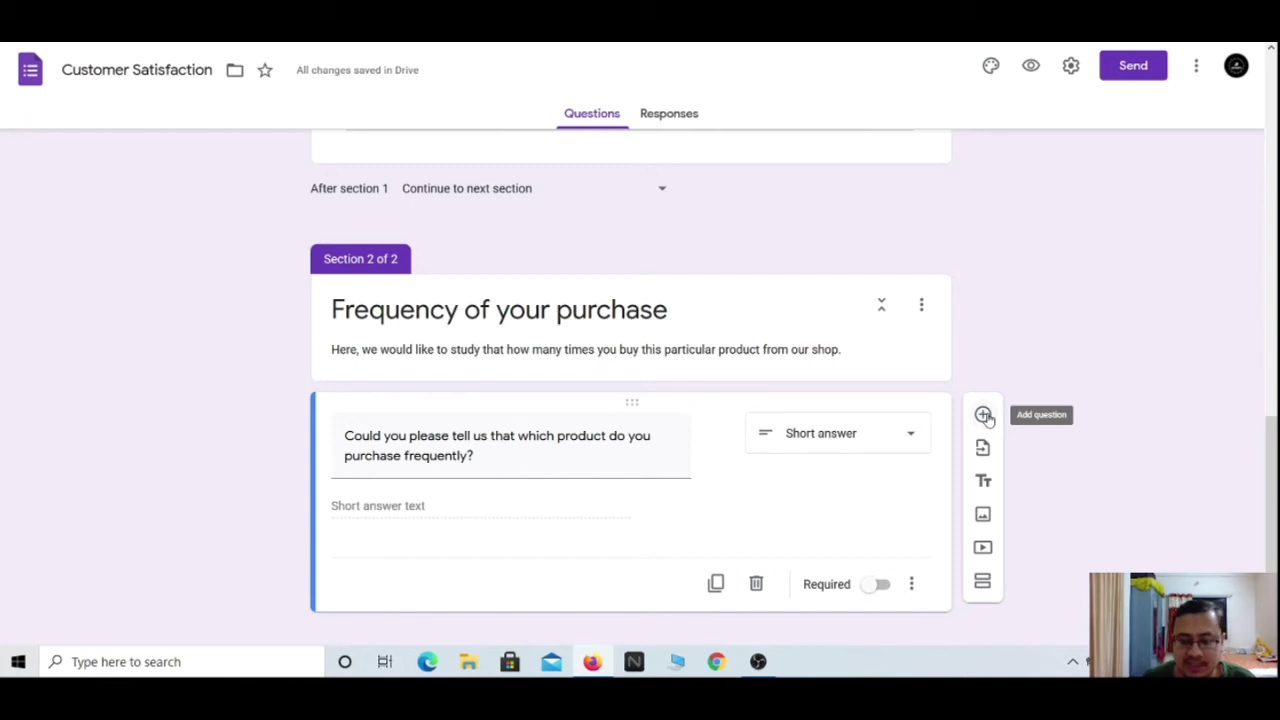 Customer Satisfaction
All changes saved in Drive
Send
Questions
Responses
After section 1
Continue to next section
Section 2 of 2
Frequency of your purchase
Here, we would like to study that how many times you buy this particular product from our shop.
Could you please tell us that which product do you
purchase frequently?
Short answer
Add question
Tт
Short answer text
Required
Type here to search
N